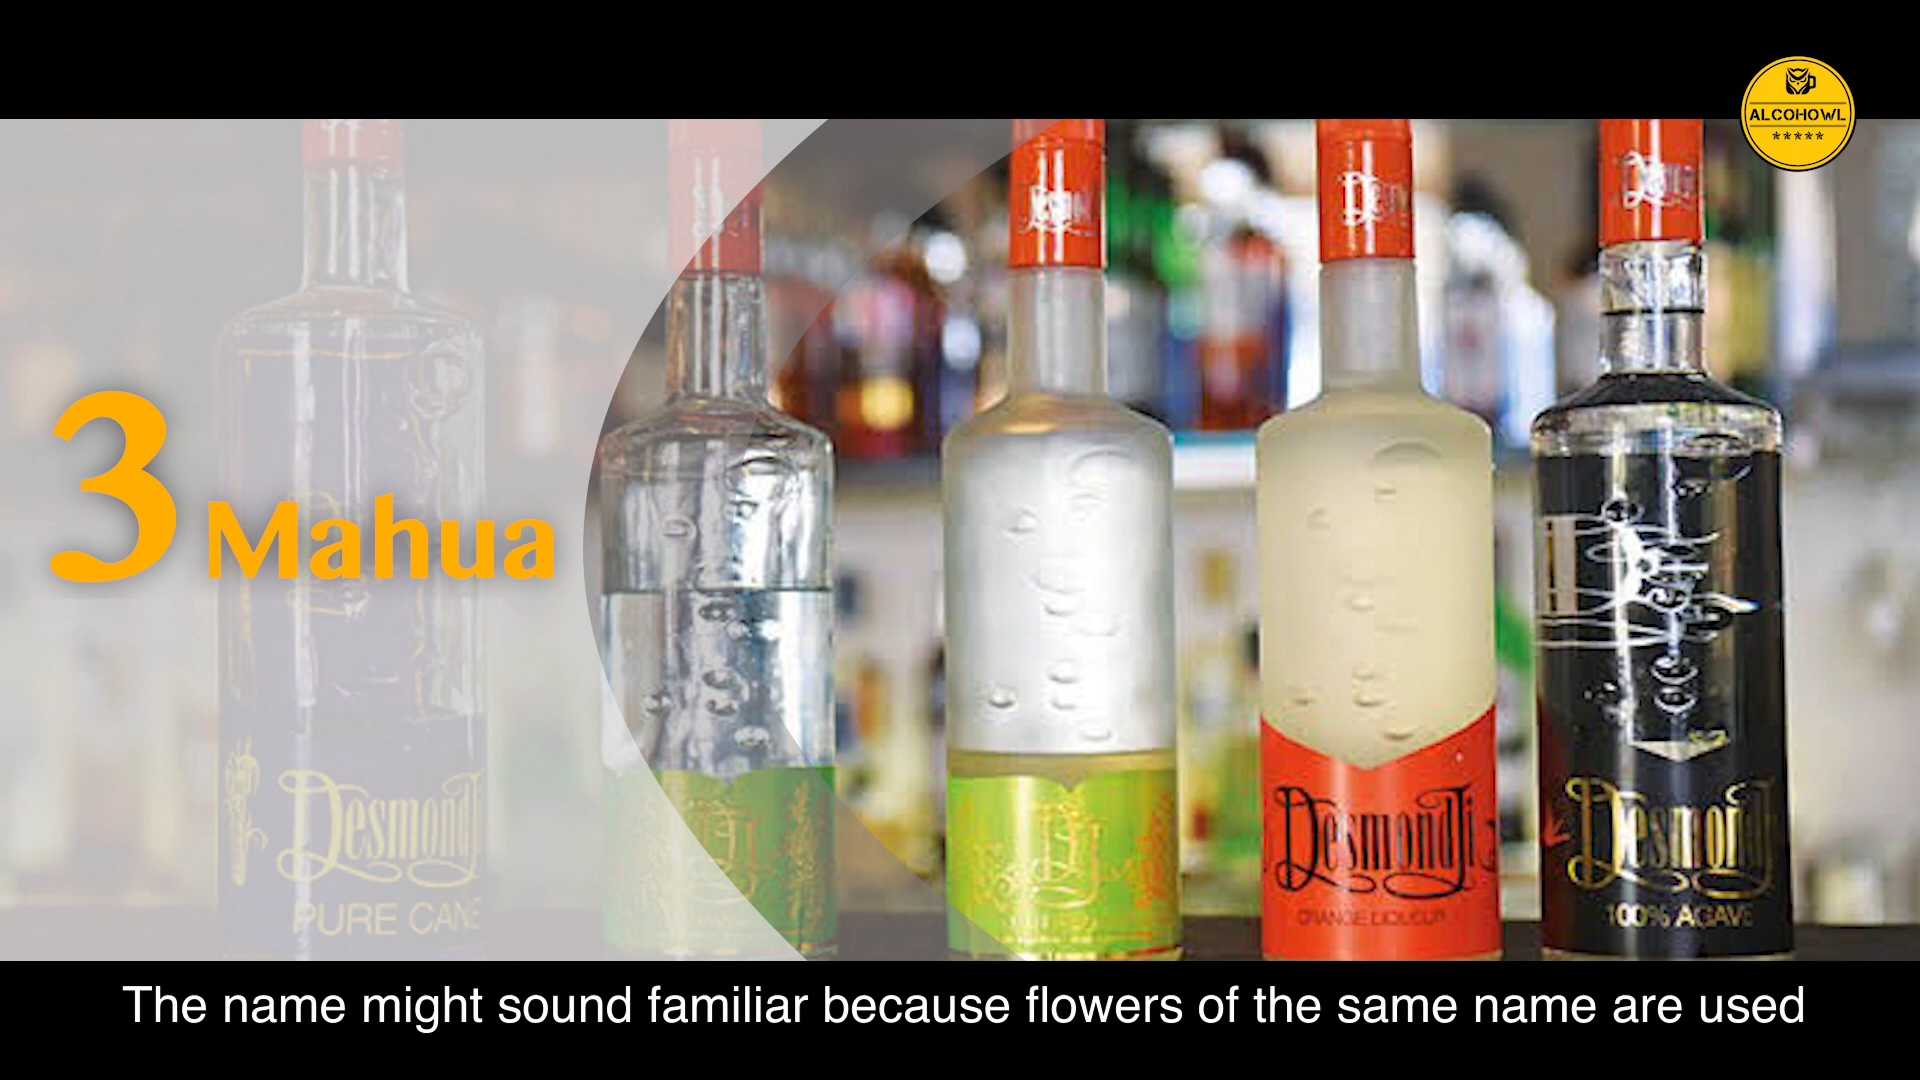 ALCOHOWL
*****
3 Mahua
DesmondJi
PURE CANE
DesmondJi
ORANGE LIQUEUR
100% AGAVE
The name might sound familiar because flowers of the same name are used